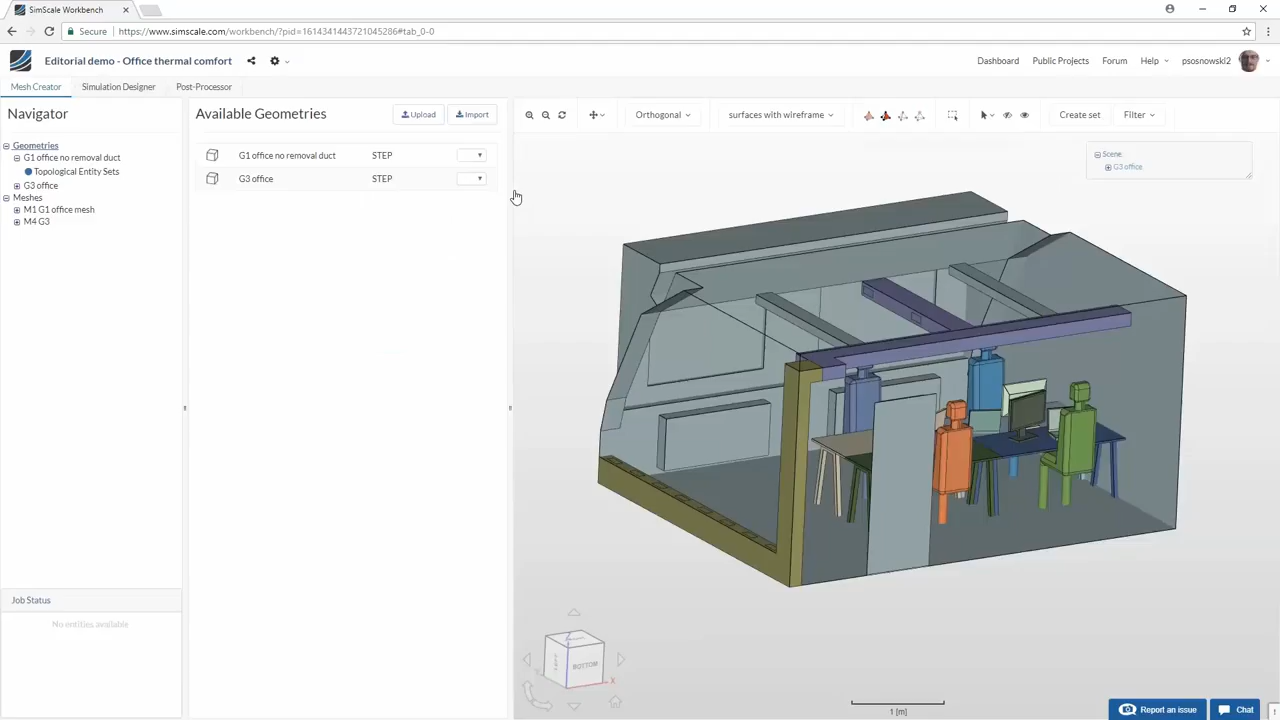 SimScale Workbench
Secure
https://www.simscale.com/workbench/?pid=1614341443721045286#tab_0-0
Editorial demo - Office thermal comfort
Dashboard
Public Projects
Forum
Help
psosnowski2
Mesh Creator
Simulation Designer
Post-Processor
Navigator
Available Geometries
Upload
Import
Orthogonal
surfaces with wireframe
Create set
Filter
Geometries
G1 office no removal duct
Topological Entity Sets
G3 office
Meshes
M1 G1 office mesh
M4 G3
G1 office no removal duct STEP
G3 office STEP
Scene
G3 office
Job Status
No entities available
LEFT
BOTTOM
X
Z
1 [m]
Report an issue
Chat